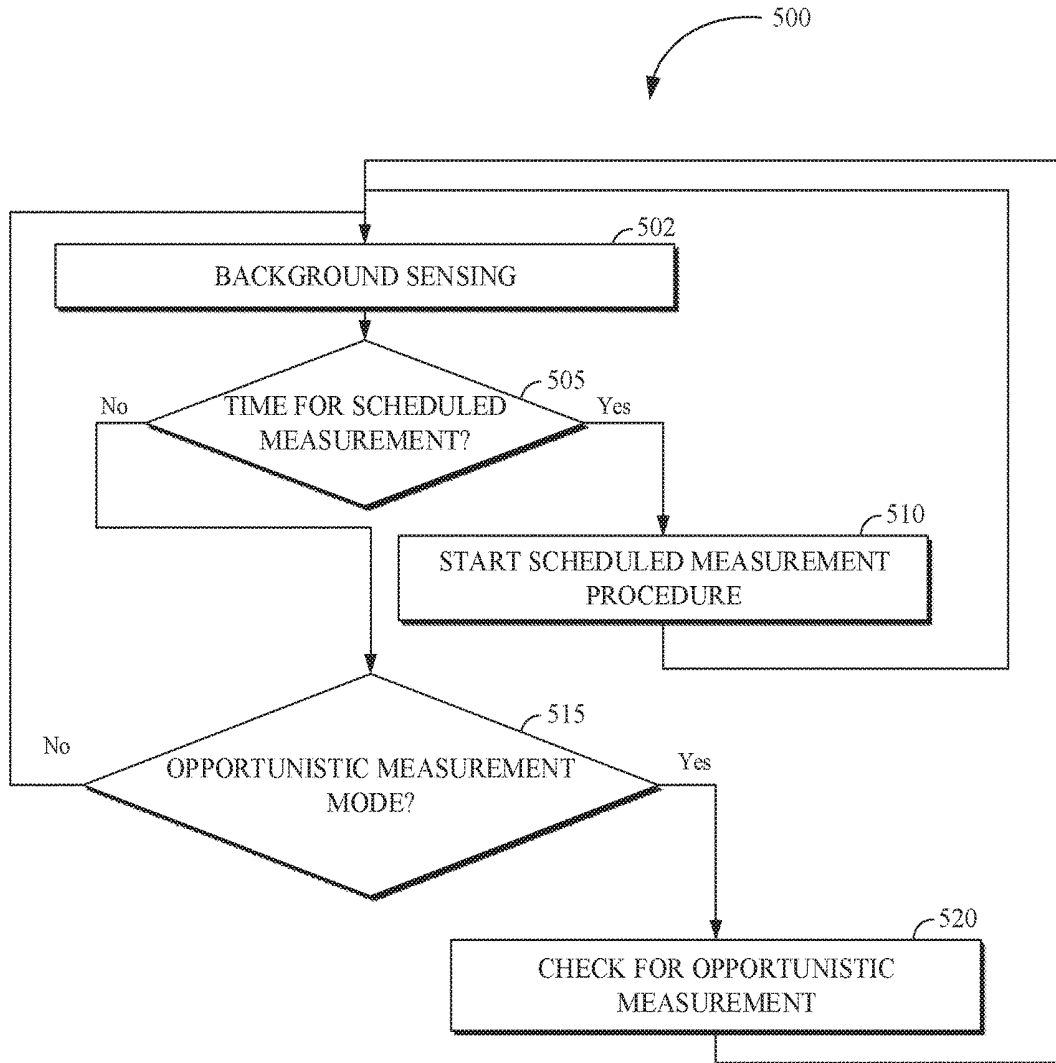 500
502
BACKGROUND SENSING
505
No
TIME FOR SCHEDULED
Yes
MEASUREMENT?
510
START SCHEDULED MEASUREMENT
PROCEDURE
515
No
OPPORTUNISTIC MEASUREMENT
Yes
MODE?
520
CHECK FOR OPPORTUNISTIC
MEASUREMENT